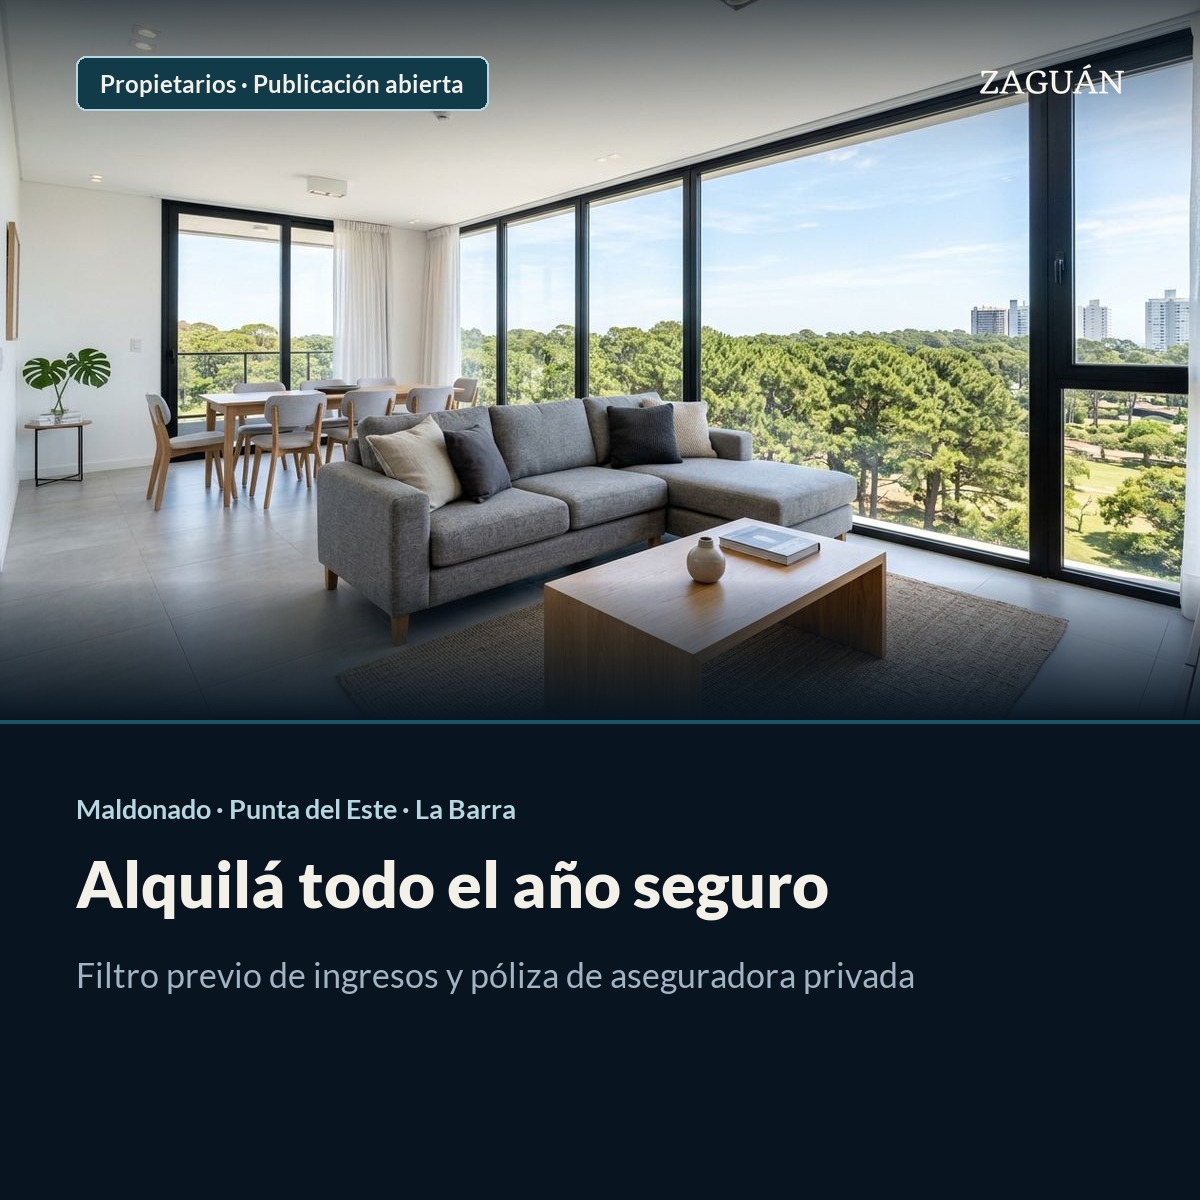 Propietarios · Publicación abierta
ZAGUÁN
Maldonado · Punta del Este · La Barra
Alquilá todo el año seguro
Filtro previo de ingresos y póliza de aseguradora privada